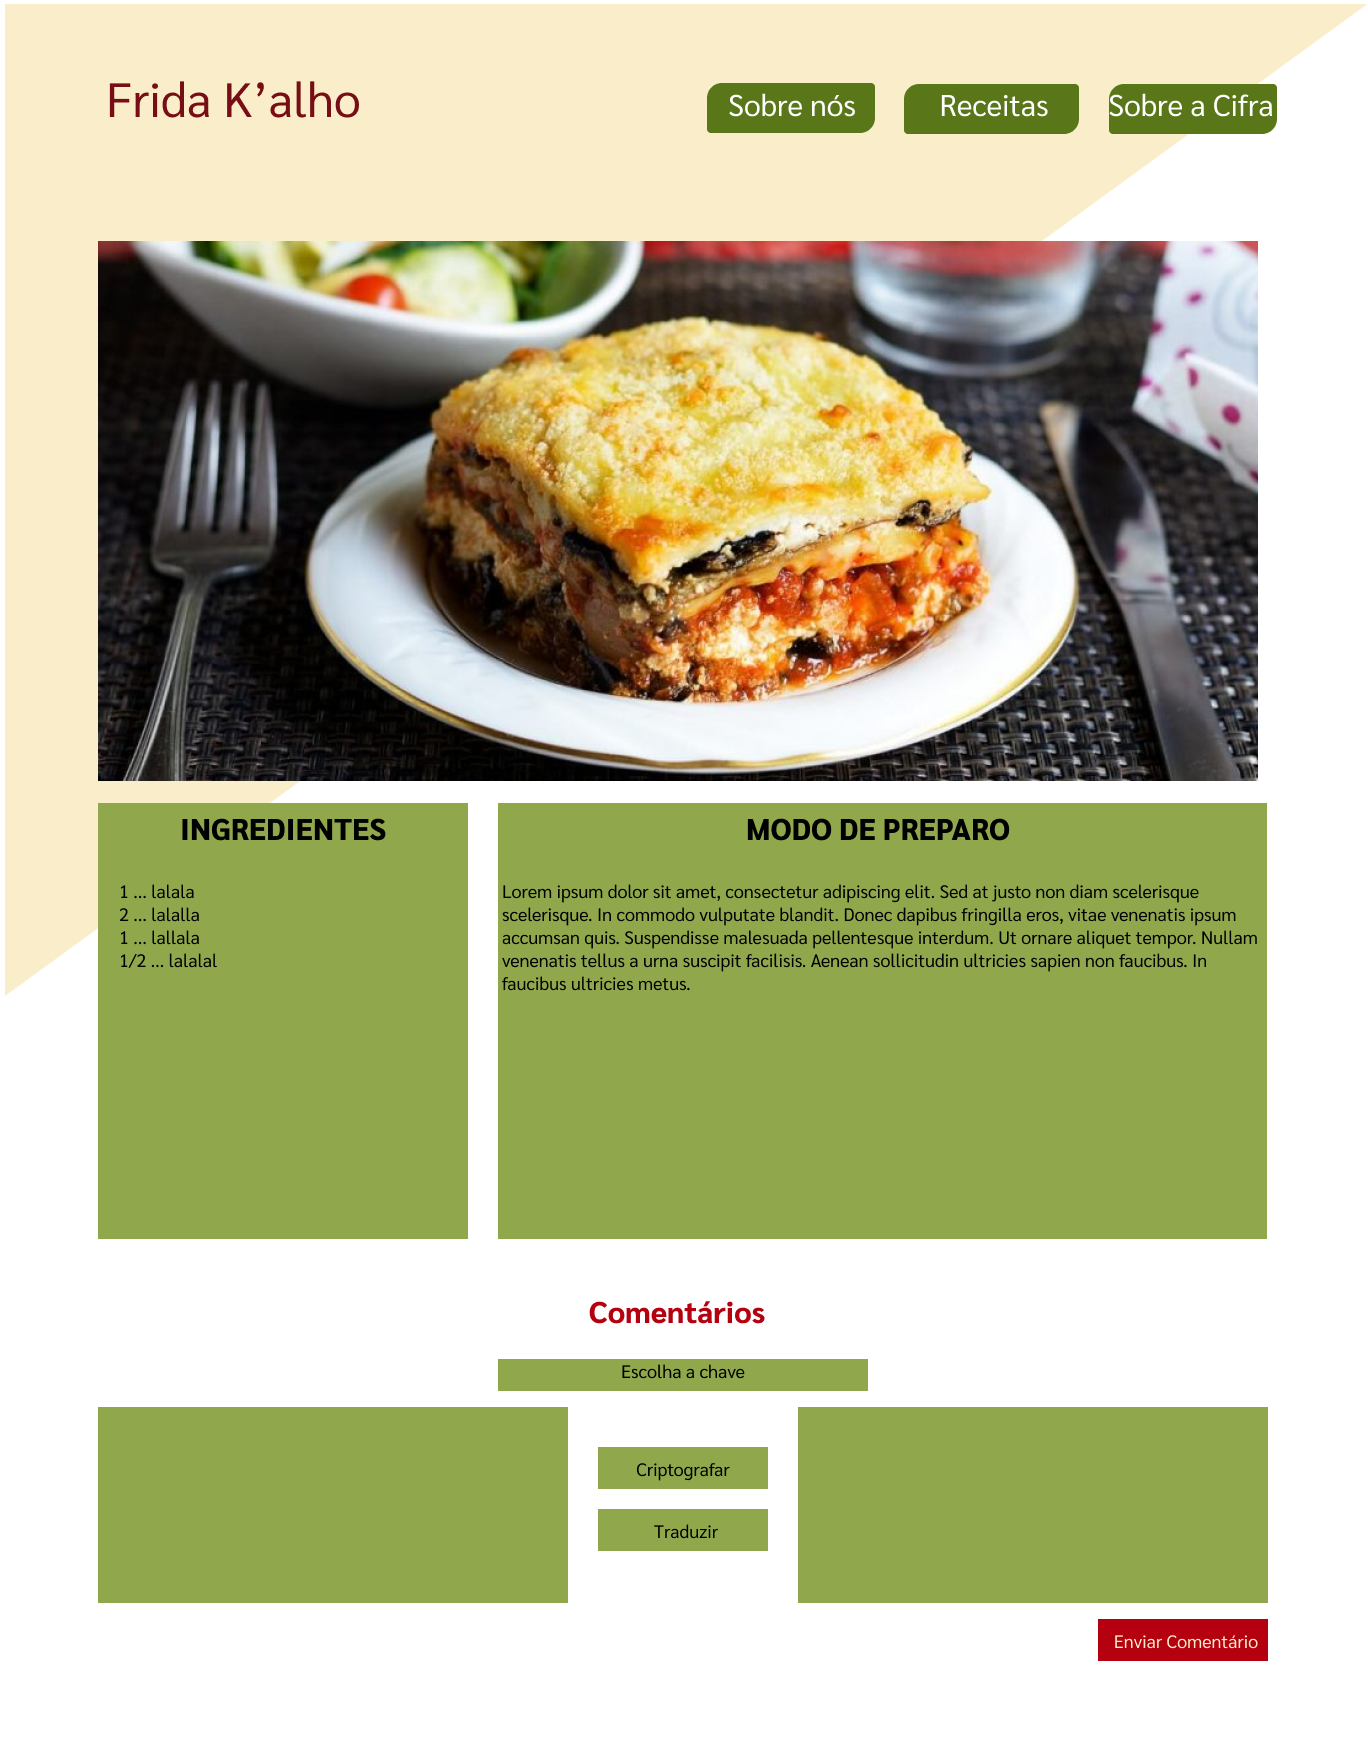 Frida K’alho
Sobre nós
Receitas
Sobre a Cifra
INGREDIENTES
1 ... lalala
2 ... lalalla
1 ... lallala
1/2 ... lalalal
MODO DE PREPARO
Lorem ipsum dolor sit amet, consectetur adipiscing elit. Sed at justo non diam scelerisque
scelerisque. In commodo vulputate blandit. Donec dapibus fringilla eros, vitae venenatis ipsum
accumsan quis. Suspendisse malesuada pellentesque interdum. Ut ornare aliquet tempor. Nullam
venenatis tellus a urna suscipit facilisis. Aenean sollicitudin ultricies sapien non faucibus. In
faucibus ultricies metus.
Comentários
Escolha a chave
Criptografar
Traduzir
Enviar Comentário